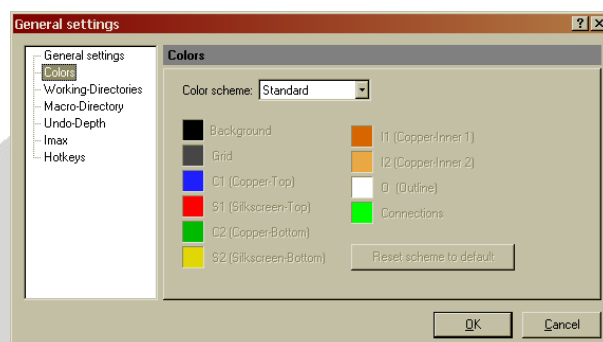 General settings
General settings
Colors
Working-Directories
Macro-Directory
Undo-Depth
Imax
Hotkeys
Colors
Color scheme: Standard
Background
Grid
C1 (Copper-Top)
S1 (Silkscreen-Top)
C2 (Copper-Bottom)
S2 (Silkscreen-Bottom)
I1 (Copper-Inner 1)
I2 (Copper-Inner 2)
O (Outline)
Connections
Reset scheme to default
OK
Cancel